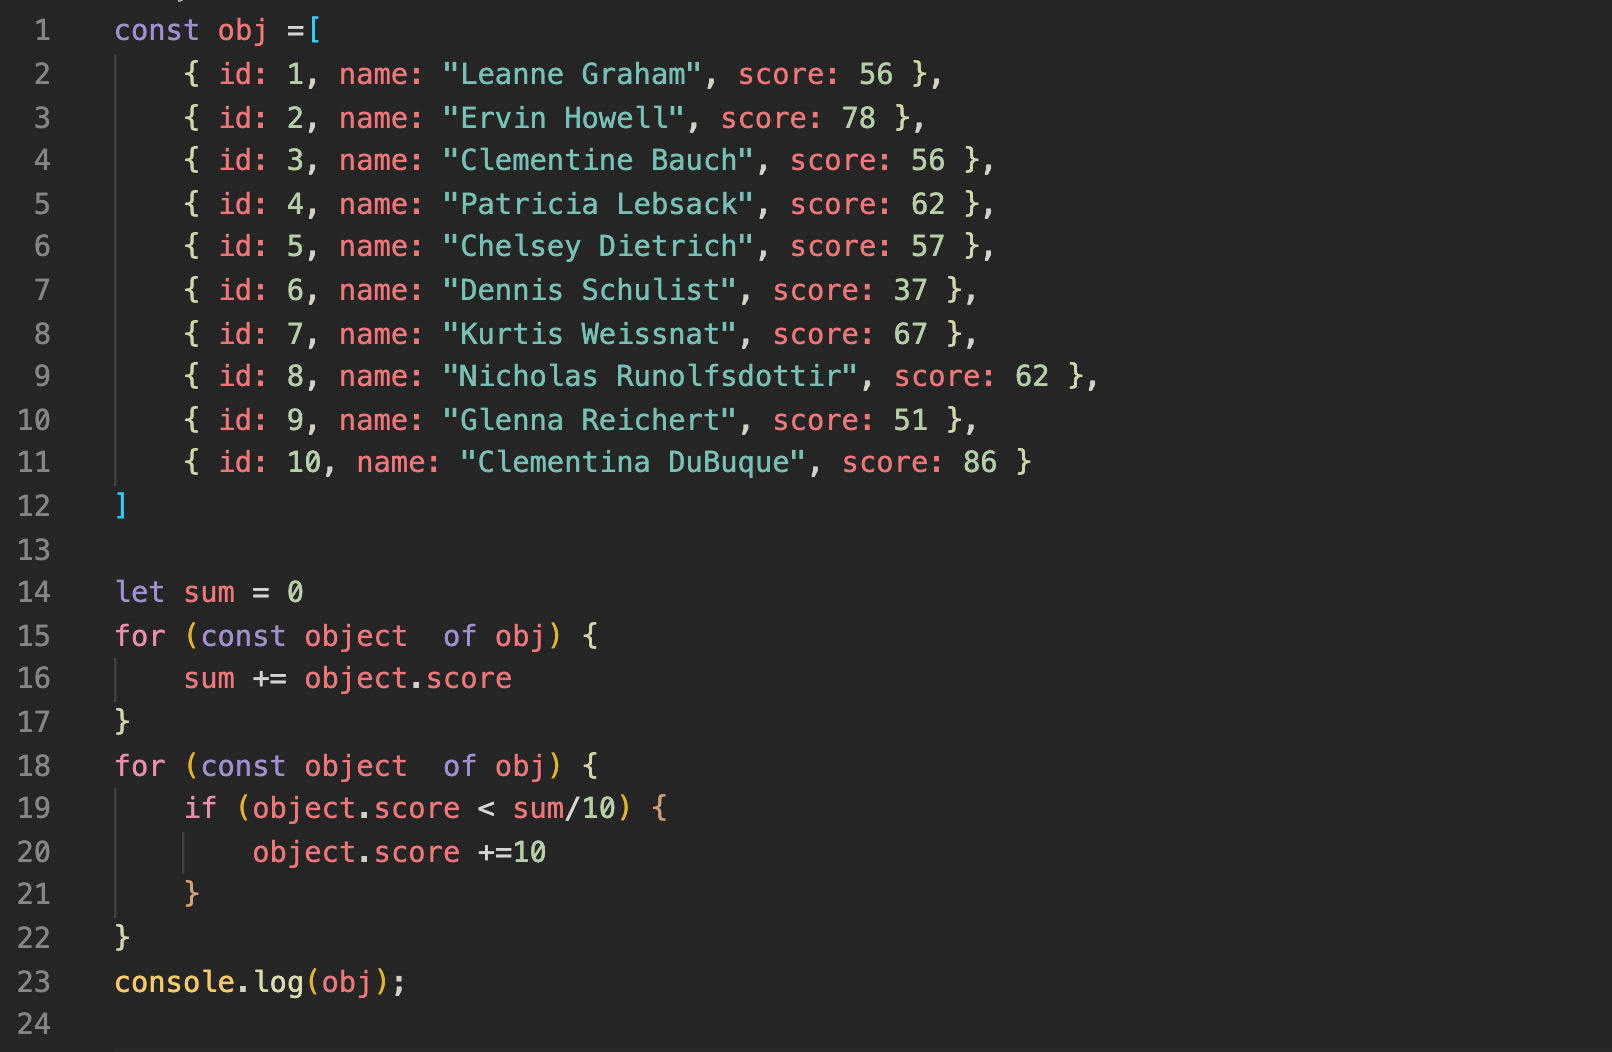 1 const obj =[
2 { id: 1, name: "Leanne Graham", score: 56 },
3 { id: 2, name: "Ervin Howell", score: 78 },
4 { id: 3, name: "Clementine Bauch", score: 56 },
5 { id: 4, name: "Patricia Lebsack", score: 62 },
6 { id: 5, name: "Chelsey Dietrich", score: 57 },
7 { id: 6, name: "Dennis Schulist", score: 37 },
8 { id: 7, name: "Kurtis Weissnat", score: 67 },
9 { id: 8, name: "Nicholas Runolfsdottir", score: 62 },
10 { id: 9, name: "Glenna Reichert", score: 51 },
11 { id: 10, name: "Clementina DuBuque", score: 86 }
12 ]
13
14 let sum = 0
15 for (const object  of obj) {
16 sum += object.score
17 }
18 for (const object  of obj) {
19 if (object.score < sum/10) {
20 object.score +=10
21 }
22 }
23 console.log(obj);
24